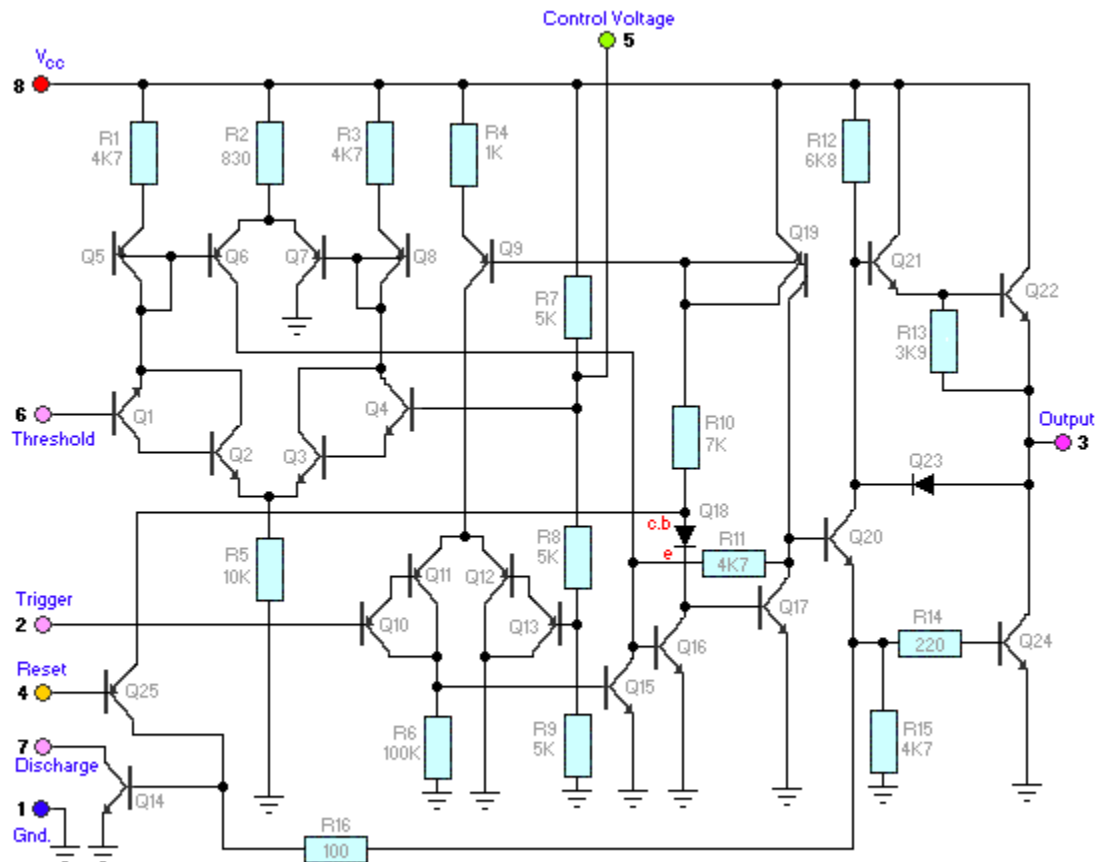 Control Voltage
5
Vcc
8
R1
4K7
R2
830
R3
4K7
R4
1K
R12
6K8
Q5
Q6
Q7
Q8
Q9
Q19
Q21
Q22
R7
5K
R13
3K9
6
Threshold
Q1
Q2
Q3
Q4
R10
7K
Output
3
Q23
Q18
c.b
e
R11
4K7
Q20
R5
10K
R8
5K
Q11
Q12
Trigger
2
Q10
Q13
Q16
Q17
R14
220
Q24
Reset
4
Q25
Q15
7
Discharge
Q14
R6
100K
R9
5K
R15
4K7
1
Gnd.
R16
100